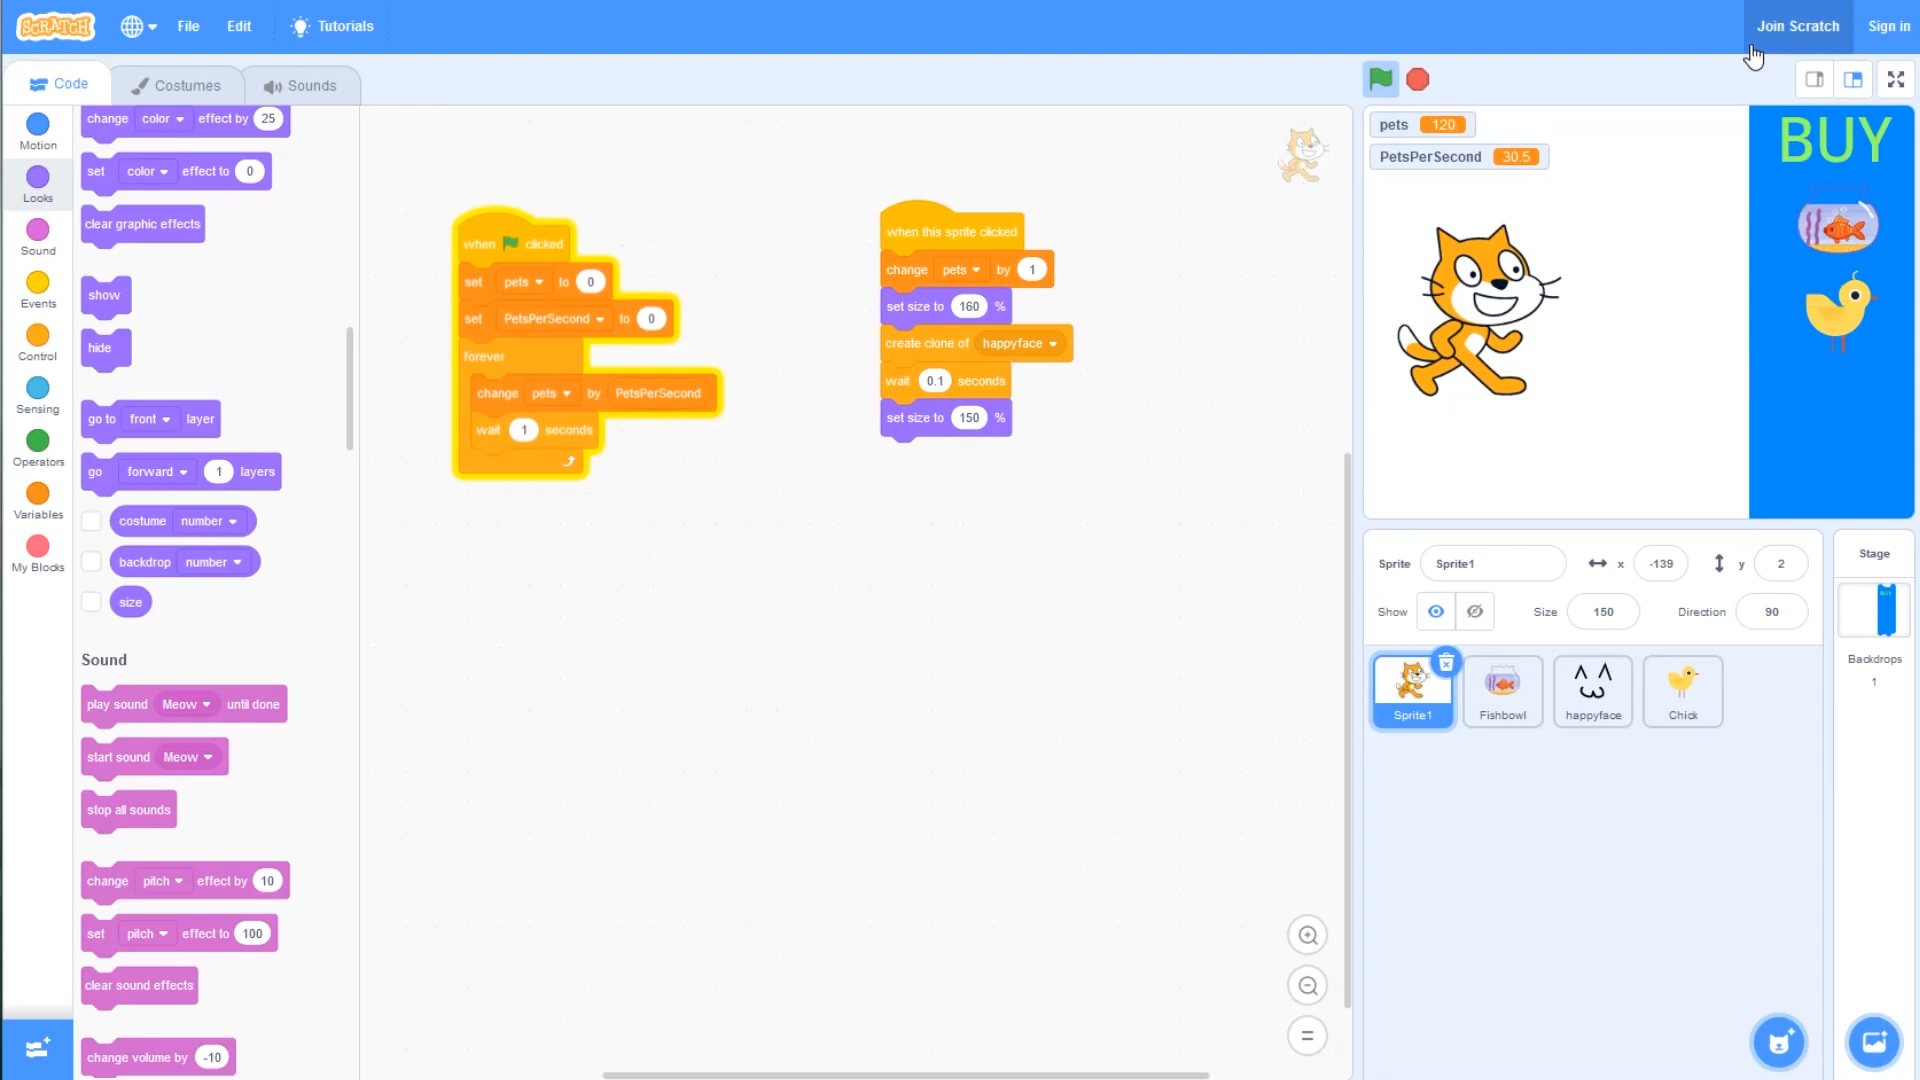 SCRATCH
File
Edit
Tutorials
Join Scratch
Sign in
Code
Costumes
Sounds
Motion
Looks
Sound
Events
Control
Sensing
Operators
Variables
My Blocks
change color effect by 25
set color effect to 0
clear graphic effects
show
hide
go to front layer
go forward 1 layers
costume number
backdrop number
size
Sound
play sound Meow until done
start sound Meow
stop all sounds
change pitch effect by 10
set pitch effect to 100
clear sound effects
change volume by -10
when clicked
set pets to 0
set PetsPerSecond to 0
forever
change pets by PetsPerSecond
wait 1 seconds
when this sprite clicked
change pets by 1
set size to 160 %
create clone of happyface
wait 0.1 seconds
set size to 150 %
pets 120
PetsPerSecond 30.5
BUY
Sprite Sprite1 x -139 y 2
Show Size 150 Direction 90
Sprite1
Fishbowl
happyface
Chick
Stage
BUY
Backdrops
1